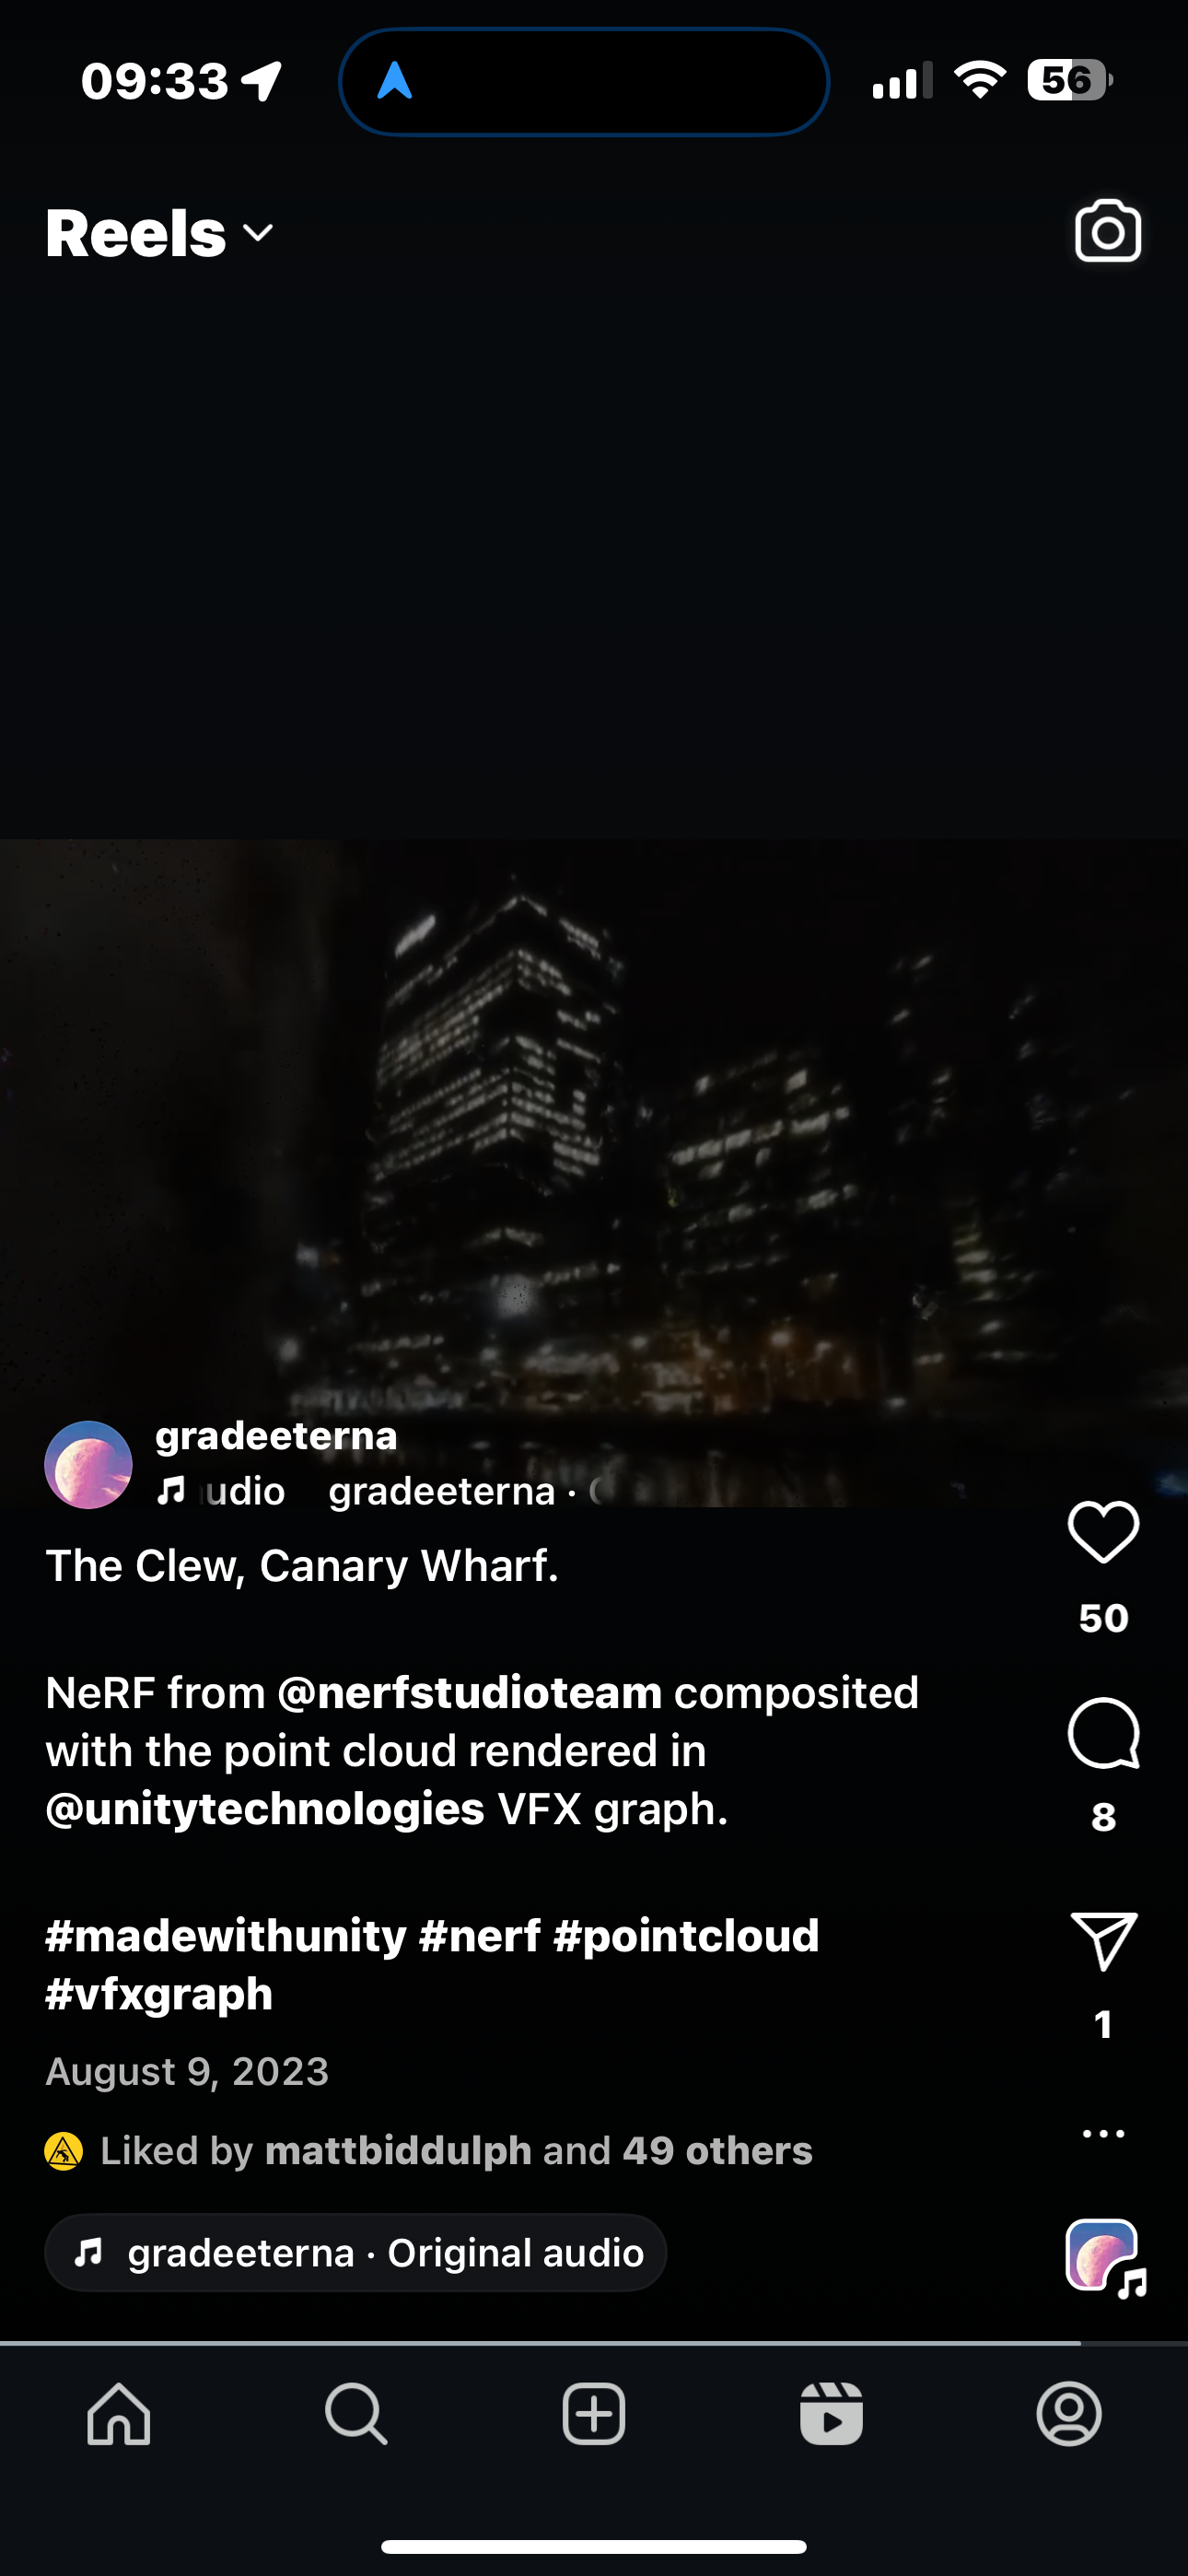 09:33
56
Reels
gradeeterna
udio gradeeterna ·
The Clew, Canary Wharf.
50
NeRF from @nerfstudioteam composited
with the point cloud rendered in
@unitytechnologies VFX graph.
8
#madewithunity #nerf #pointcloud
#vfxgraph
1
August 9, 2023
Liked by mattbiddulph and 49 others
gradeeterna · Original audio